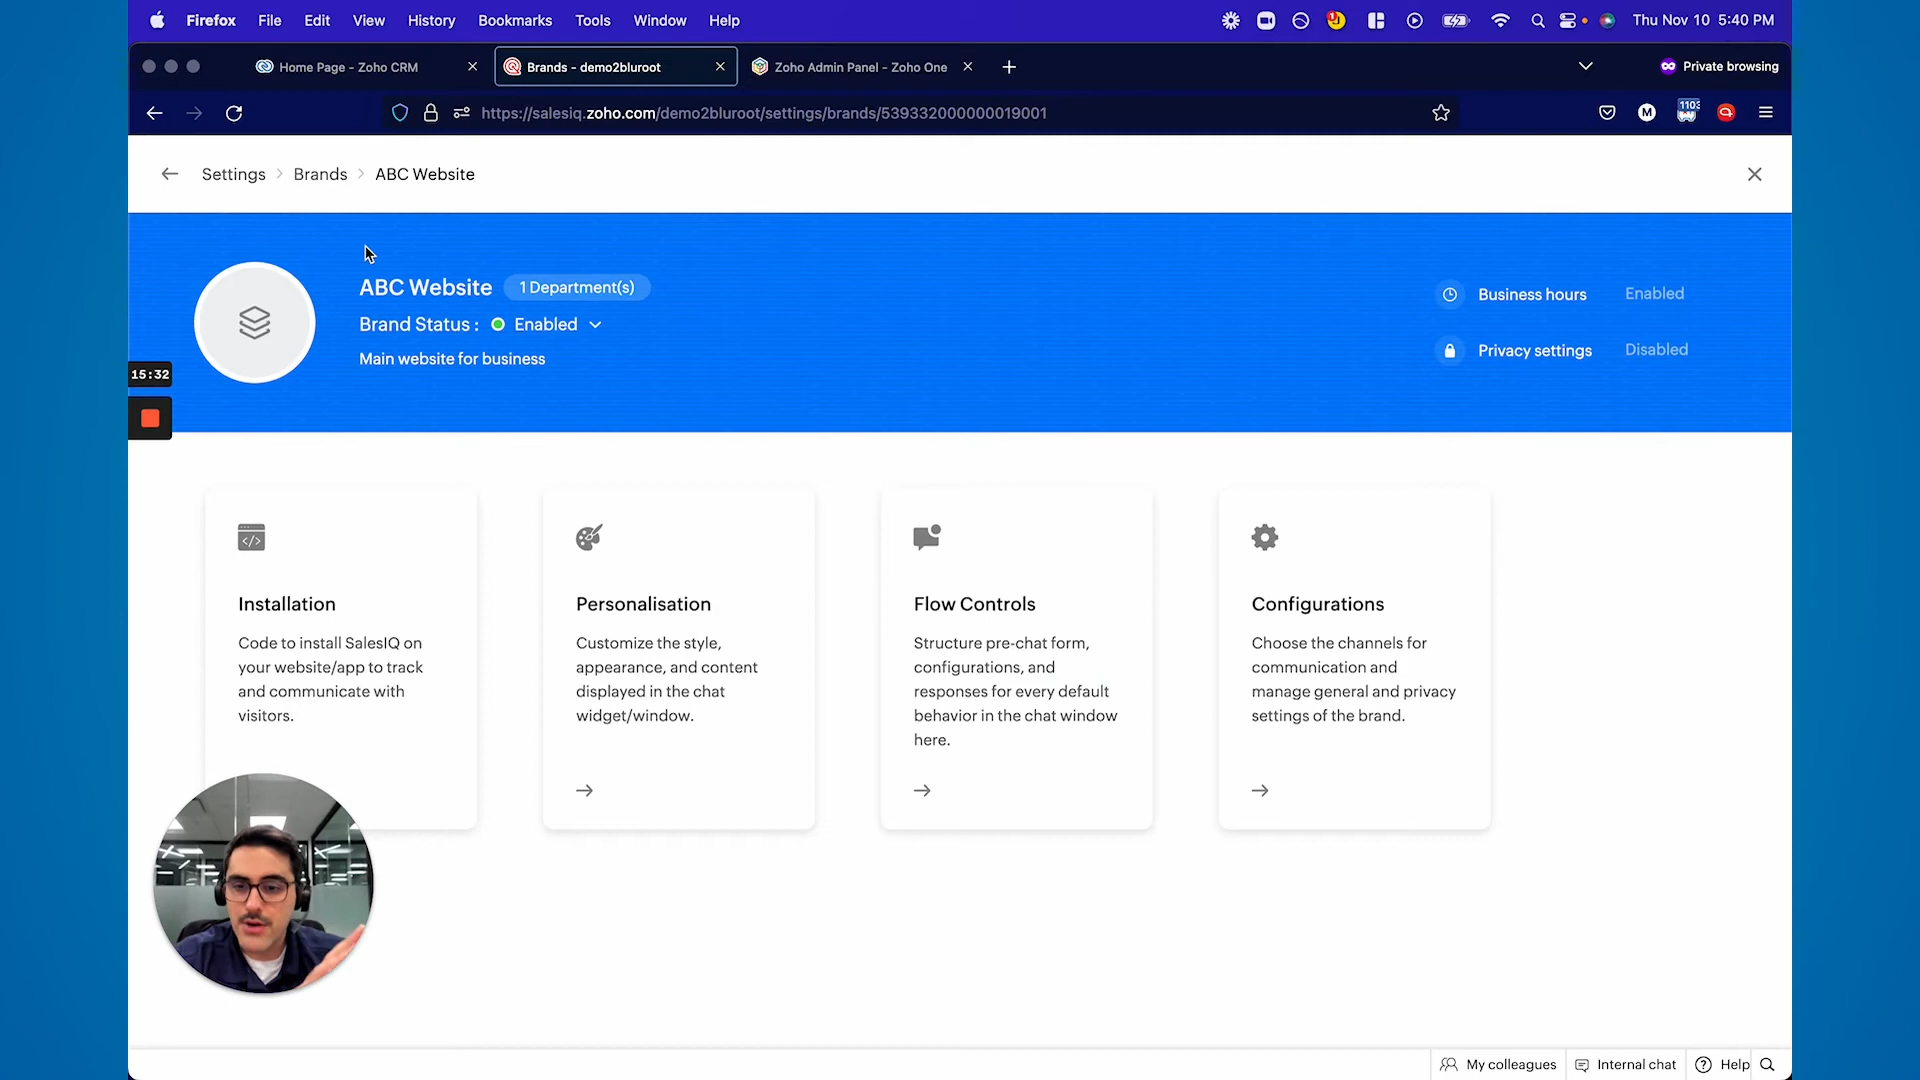 Firefox File Edit View History Bookmarks Tools Window Help Thu Nov 10 5:40 PM
Home Page - Zoho CRM Brands - demo2bluroot Zoho Admin Panel - Zoho One Private browsing
https://salesiq.zoho.com/demo2bluroot/settings/brands/539332000000019001 M 1103
Settings Brands ABC Website
ABC Website 1 Department(s)
Brand Status : Enabled
Main website for business
Business hours Enabled
Privacy settings Disabled
15:32
Installation
Code to install SalesIQ on
your website/app to track
and communicate with
visitors.
Personalisation
Customize the style,
appearance, and content
displayed in the chat
widget/window.
Flow Controls
Structure pre-chat form,
configurations, and
responses for every default
behavior in the chat window
here.
Configurations
Choose the channels for
communication and
manage general and privacy
settings of the brand.
My colleagues Internal chat Help